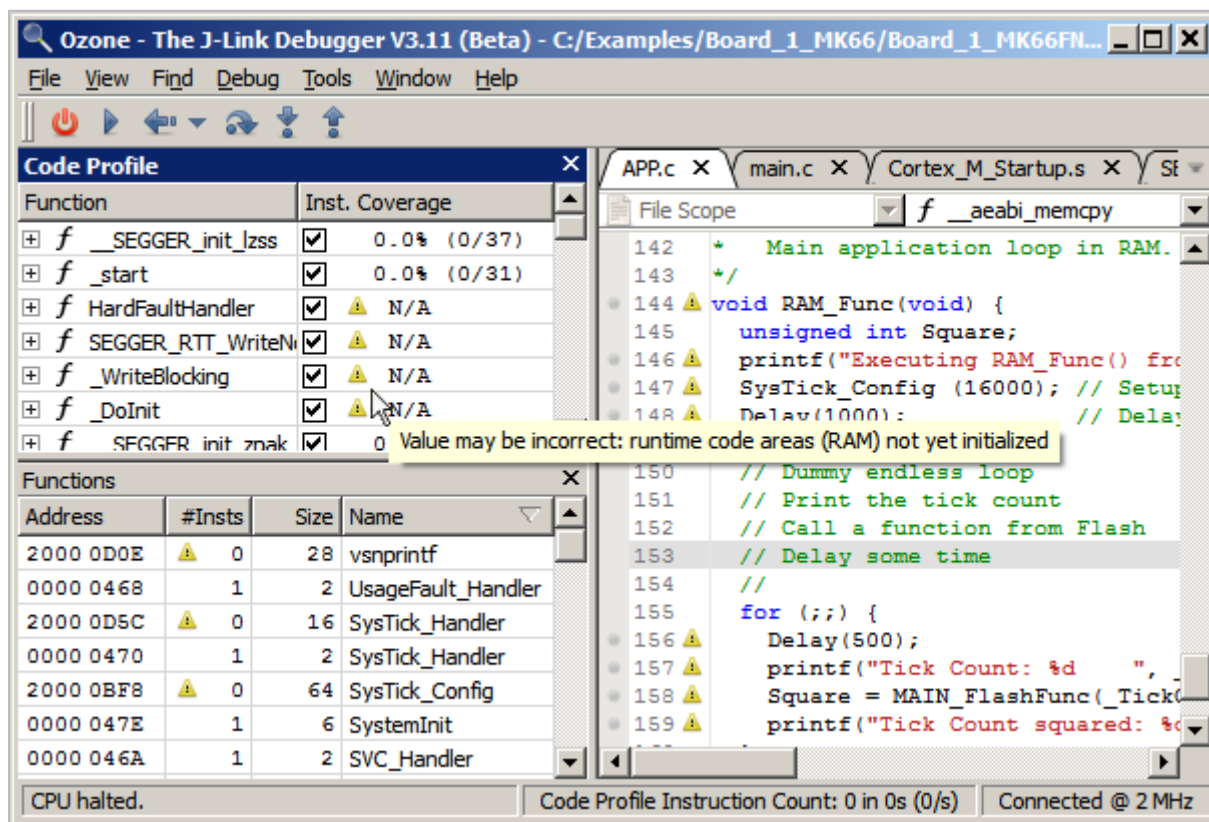 Ozone - The J-Link Debugger V3.11 (Beta) - C:/Examples/Board_1_MK66/Board_1_MK66FN...
File View Find Debug Tools Window Help
Code Profile
Function Inst. Coverage
__SEGGER_init_lzss 0.0% (0/37)
_start 0.0% (0/31)
HardFaultHandler N/A
SEGGER_RTT_WriteN N/A
_WriteBlocking N/A
_DoInit N/A
Value may be incorrect: runtime code areas (RAM) not yet initialized
Functions
Address #Insts Size Name
2000 0D0E 0 28 vsnprintf
0000 0468 1 2 UsageFault_Handler
2000 0D5C 0 16 SysTick_Handler
0000 0470 1 2 SysTick_Handler
2000 0BF8 0 64 SysTick_Config
0000 047E 1 6 SystemInit
0000 046A 1 2 SVC_Handler
APP.c main.c Cortex_M_Startup.s
File Scope f __aeabi_memcpy
142 * Main application loop in RAM.
143 */
144 void RAM_Func(void) {
145 unsigned int Square;
146 printf("Executing RAM_Func() fro
147 SysTick_Config (16000); // Setup
148 Delay(1000); // Delay
150 // Dummy endless loop
151 // Print the tick count
152 // Call a function from Flash
153 // Delay some time
154 //
155 for (;;) {
156 Delay(500);
157 printf("Tick Count: %d ", _
158 Square = MAIN_FlashFunc(_TickC
159 printf("Tick Count squared: %d
CPU halted. Code Profile Instruction Count: 0 in 0s (0/s) Connected @ 2 MHz